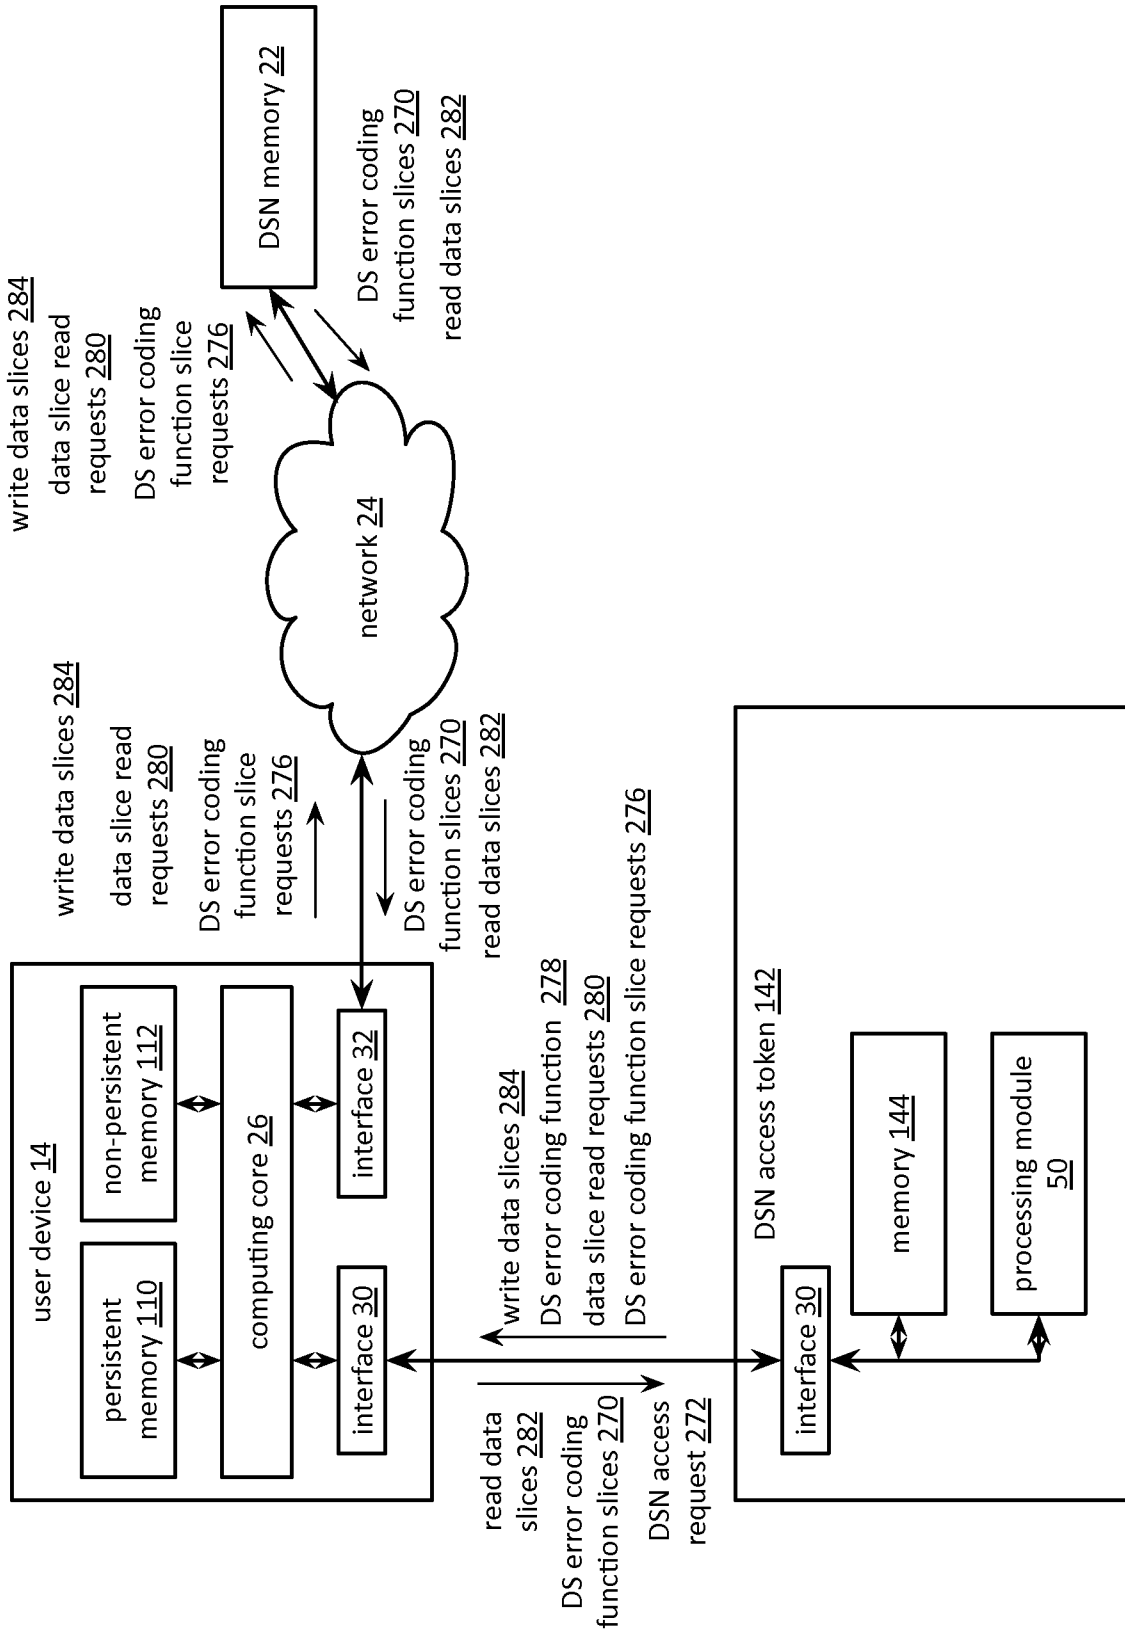 user device 14
persistent
memory 110
non-persistent
memory 112
computing core 26
interface 30
interface 32
write data slices 284
data slice read
requests 280
DS error coding
function slice
requests 276
DS error coding
function slices 270
read data slices 282
network 24
write data slices 284
data slice read
requests 280
DS error coding
function slice
requests 276
DSN memory 22
DS error coding
function slices 270
read data slices 282
read data
slices 282
DS error coding
function slices 270
DSN access
request 272
write data slices 284
DS error coding function 278
data slice read requests 280
DS error coding function slice requests 276
DSN access token 142
interface 30
memory 144
processing module
50